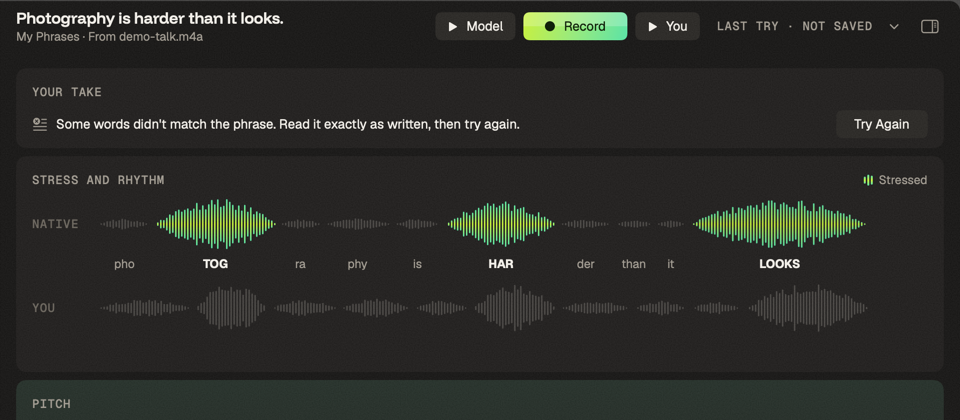 Photography is harder than it looks.
My Phrases · From demo-talk.m4a
Model
Record
You
LAST TRY · NOT SAVED
YOUR TAKE
Some words didn't match the phrase. Read it exactly as written, then try again.
Try Again
STRESS AND RHYTHM
Stressed
NATIVE
pho TOG ra phy is HAR der than it LOOKS
YOU
PITCH